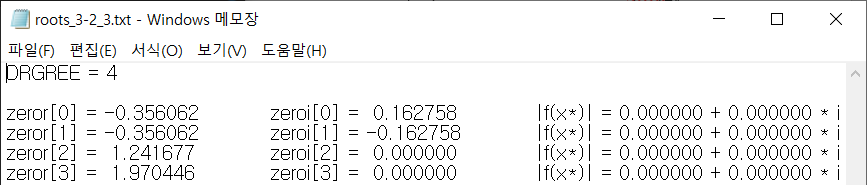 roots_3-2_3.txt - Windows 메모장
파일(F) 편집(E) 서식(O) 보기(V) 도움말(H)
DRGREE = 4
zeror[0] = -0.356062 zeroi[0] = 0.162758 |f(x*)| = 0.000000 + 0.000000 * i
zeror[1] = -0.356062 zeroi[1] = -0.162758 |f(x*)| = 0.000000 + 0.000000 * i
zeror[2] = 1.241677 zeroi[2] = 0.000000 |f(x*)| = 0.000000 + 0.000000 * i
zeror[3] = 1.970446 zeroi[3] = 0.000000 |f(x*)| = 0.000000 + 0.000000 * i